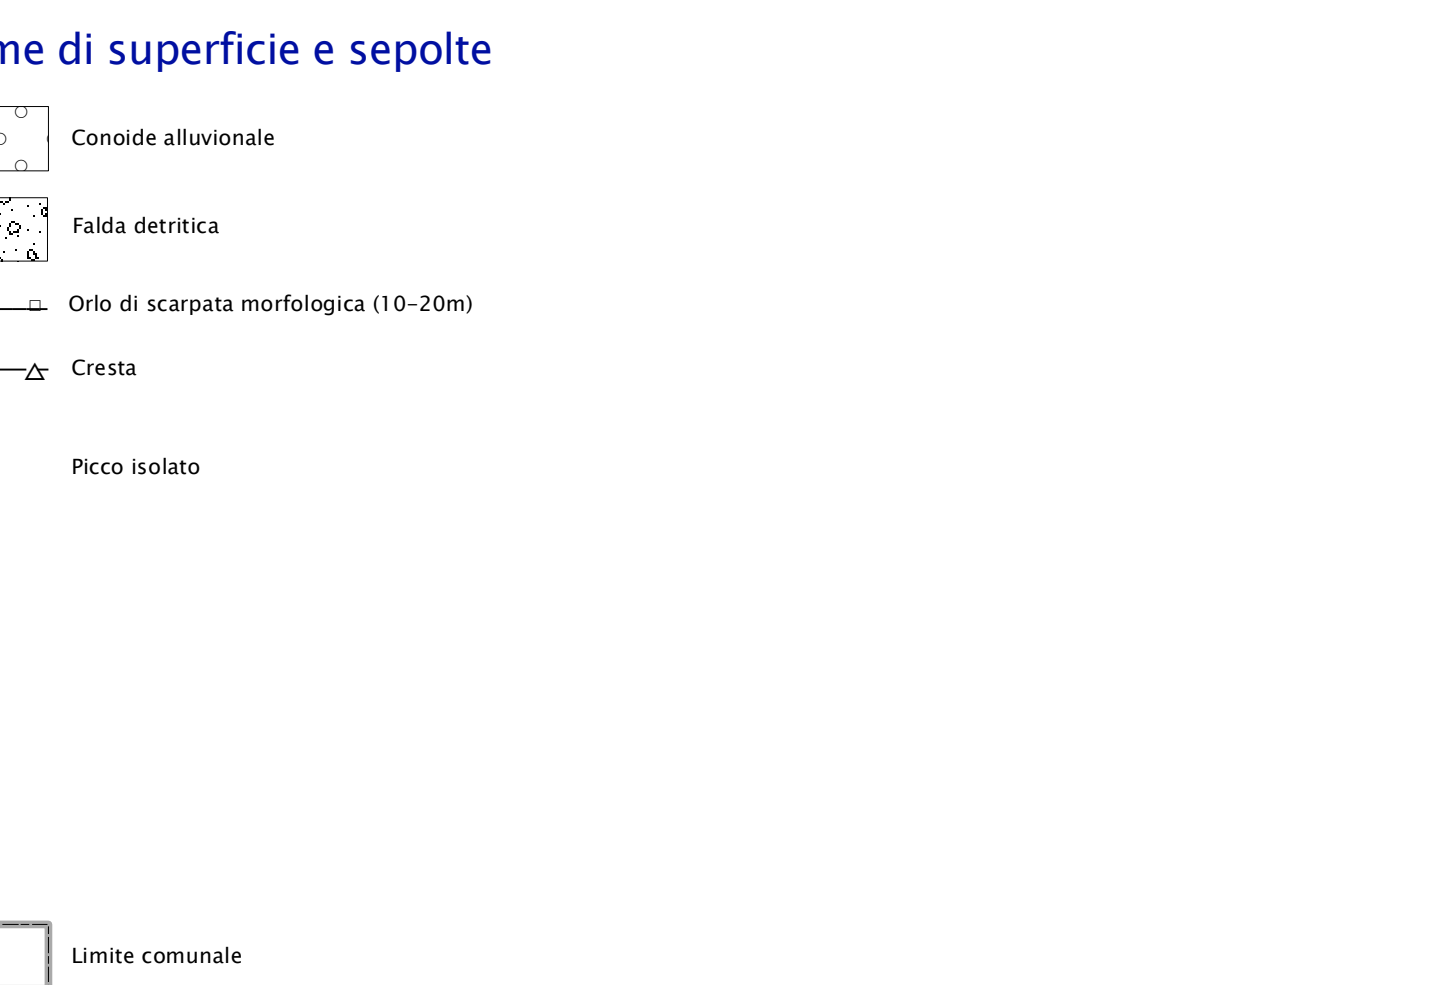 me di superficie e sepolte
Conoide alluvionale
Falda detritica
Orlo di scarpata morfologica (10-20m)
Cresta
Picco isolato
Limite comunale